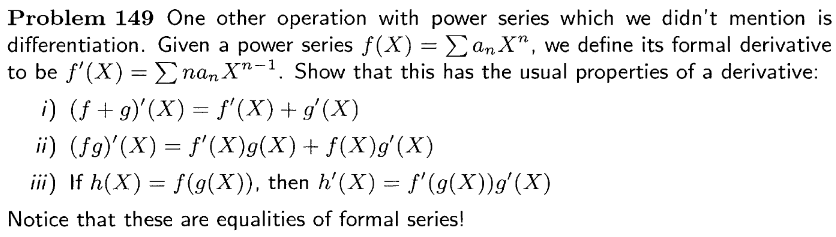 Problem 149 One other operation with power series which we didn't mention is
differentiation. Given a power series f(X) = ∑ aₙXⁿ, we define its formal derivative
to be f′(X) = ∑ naₙXⁿ⁻¹. Show that this has the usual properties of a derivative:
i) (f + g)′(X) = f′(X) + g′(X)
ii) (fg)′(X) = f′(X)g(X) + f(X)g′(X)
iii) If h(X) = f(g(X)), then h′(X) = f′(g(X))g′(X)
Notice that these are equalities of formal series!